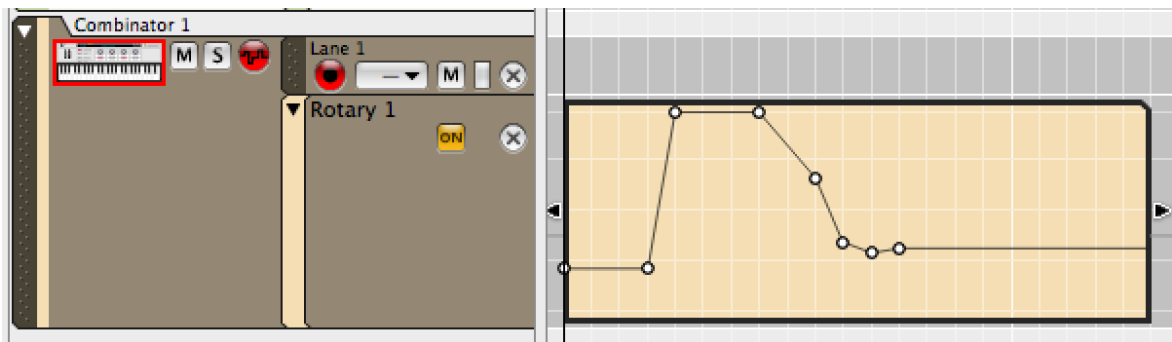 Combinator 1
M S
Lane 1
— M
Rotary 1
ON